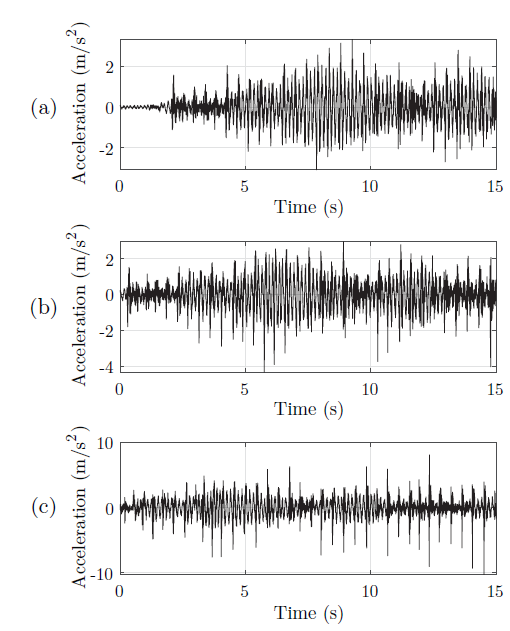 (a)
Acceleration (m/s²)
2
0
-2
0 5 10 15
Time (s)
(b)
Acceleration (m/s²)
2
0
-2
-4
0 5 10 15
Time (s)
(c)
Acceleration (m/s²)
10
0
-10
0 5 10 15
Time (s)